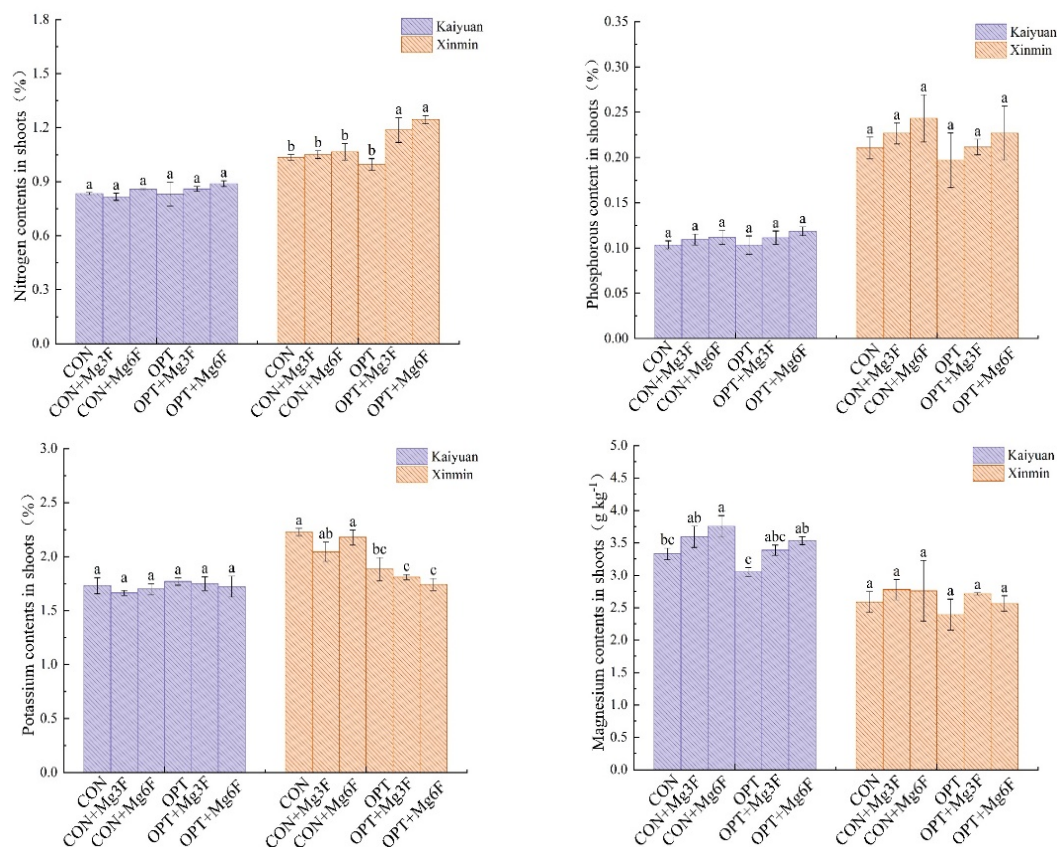 Nitrogen contents in shoots (%)
1.8
1.5
1.2
0.9
0.6
0.3
0.0
Kaiyuan
Xinmin
a a a a a a
b b b b a a
CON
CON+Mg3F
CON+Mg6F
OPT
OPT+Mg3F
OPT+Mg6F
CON
CON+Mg3F
CON+Mg6F
OPT
OPT+Mg3F
OPT+Mg6F
Phosphorous content in shoots (%)
0.35
0.30
0.25
0.20
0.15
0.10
0.05
0.00
Kaiyuan
Xinmin
a a a a a a
a a a a a a
CON
CON+Mg3F
CON+Mg6F
OPT
OPT+Mg3F
OPT+Mg6F
CON
CON+Mg3F
CON+Mg6F
OPT
OPT+Mg3F
OPT+Mg6F
Potassium contents in shoots (%)
3.0
2.5
2.0
1.5
1.0
0.5
0.0
Kaiyuan
Xinmin
a a a a a a
a ab a bc c c
CON
CON+Mg3F
CON+Mg6F
OPT
OPT+Mg3F
OPT+Mg6F
CON
CON+Mg3F
CON+Mg6F
OPT
OPT+Mg3F
OPT+Mg6F
Magnesium contents in shoots (g kg⁻¹)
5.0
4.5
4.0
3.5
3.0
2.5
2.0
1.5
1.0
0.5
0.0
Kaiyuan
Xinmin
bc ab a c abc ab
a a a a a a
CON
CON+Mg3F
CON+Mg6F
OPT
OPT+Mg3F
OPT+Mg6F
CON
CON+Mg3F
CON+Mg6F
OPT
OPT+Mg3F
OPT+Mg6F